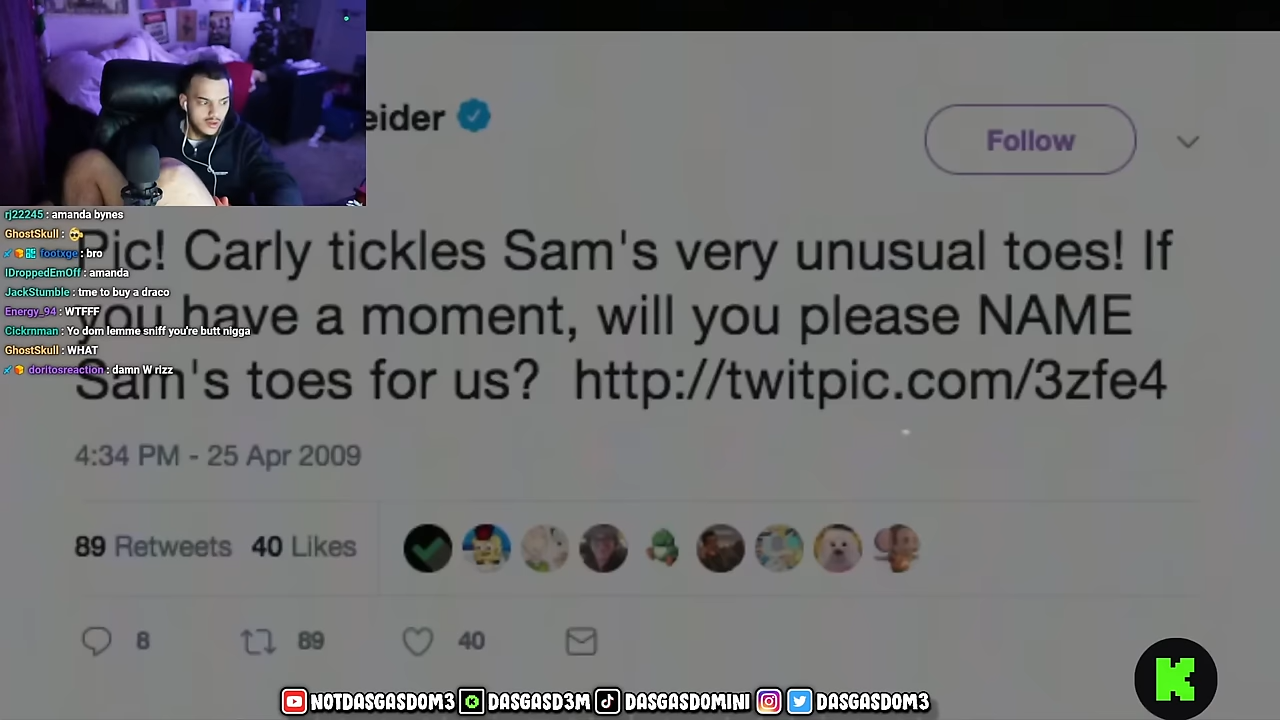 eider
Follow
rj22245 : amanda bynes
GhostSkull :
footxge : bro
IDroppedEmOff : amanda
JackStumble : tme to buy a draco
Energy_94 : WTFFF
Clckrnman : Yo dom lemme sniff you're butt nigga
GhostSkull : WHAT
doritosreaction : damn W rizz
Pic! Carly tickles Sam's very unusual toes! If
you have a moment, will you please NAME
Sam's toes for us? http://twitpic.com/3zfe4
4:34 PM - 25 Apr 2009
89 Retweets 40 Likes
8 89 40
K
NOTDASGASDOM3 DASGASD3M DASGASDOMINI DASGASDOM3